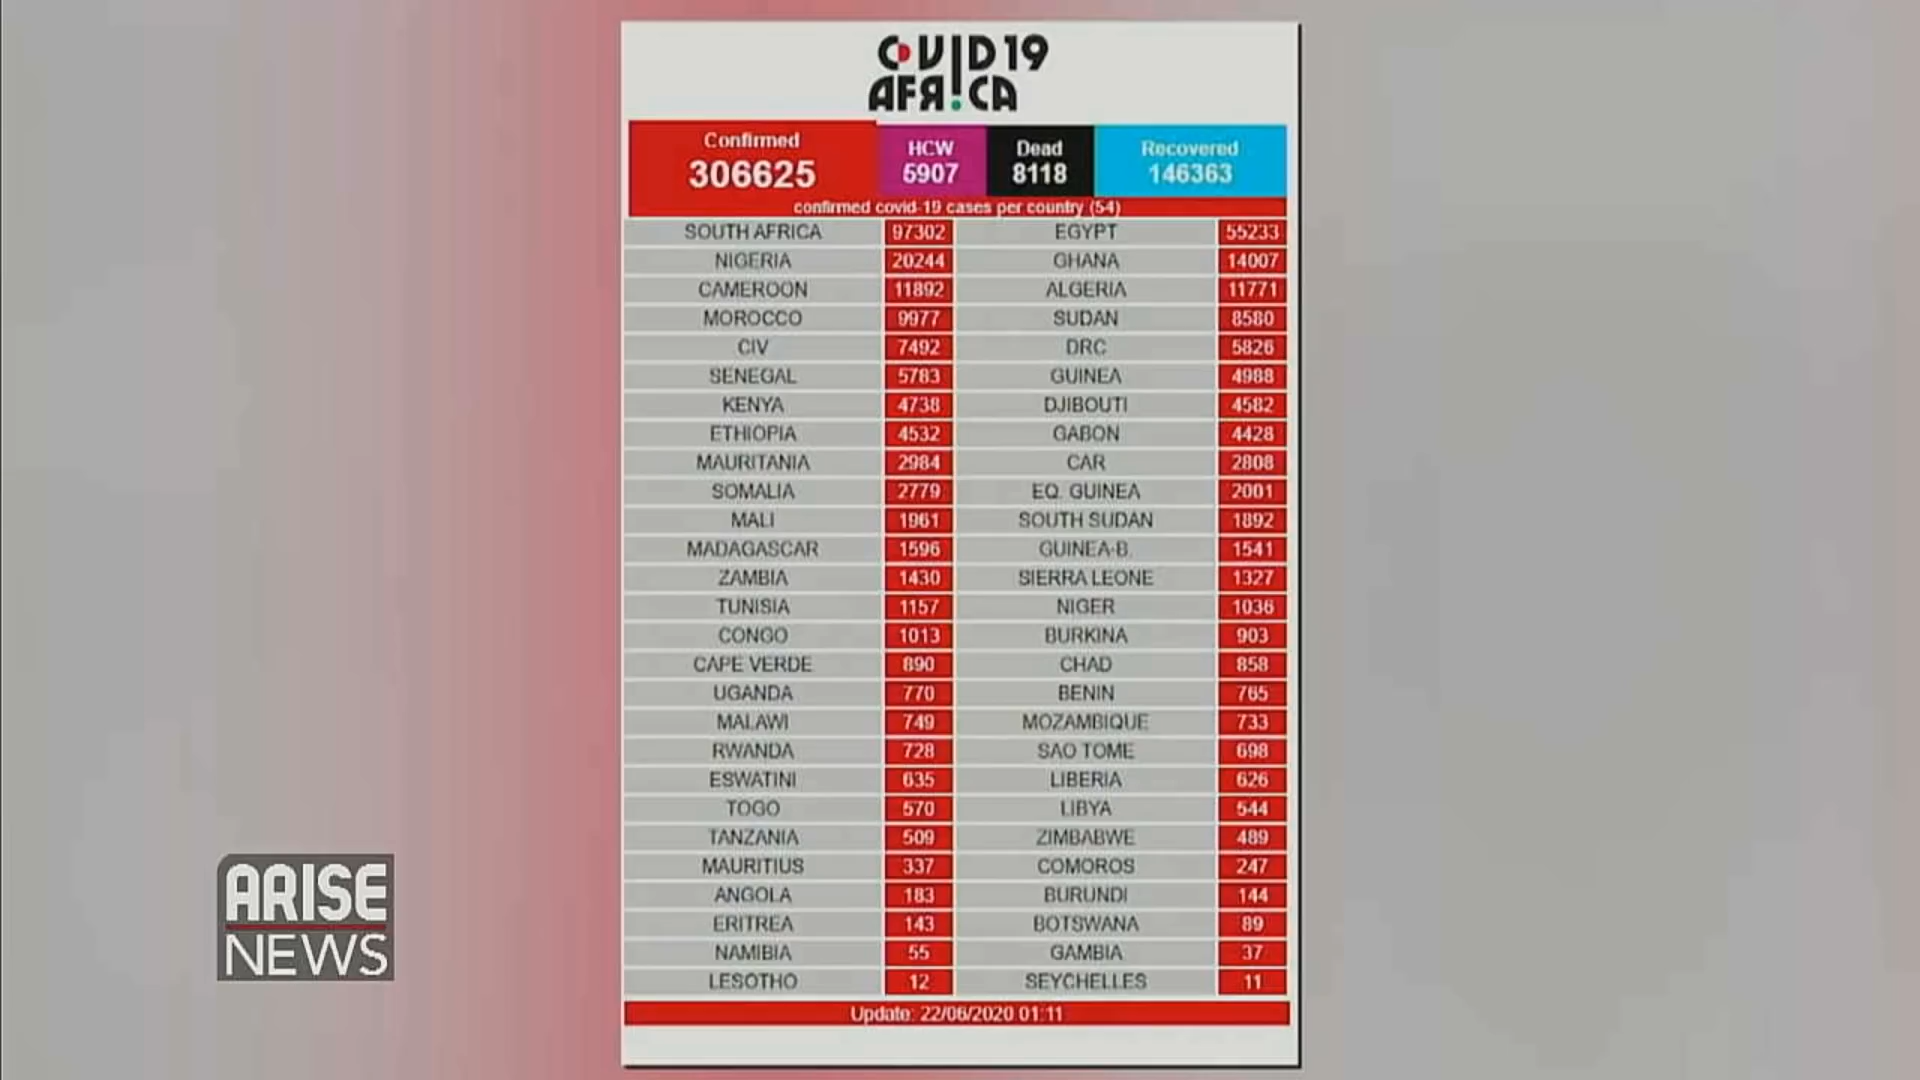 COVID19
AFRICA
Confirmed
306625
HCW
5907
Dead
8118
Recovered
146363
confirmed covid-19 cases per country (54)
SOUTH AFRICA 97302 EGYPT 55233
NIGERIA 20244 GHANA 14007
CAMEROON 11892 ALGERIA 11771
MOROCCO 9977 SUDAN 8580
CIV 7492 DRC 5826
SENEGAL 5783 GUINEA 4988
KENYA 4738 DJIBOUTI 4582
ETHIOPIA 4532 GABON 4428
MAURITANIA 2984 CAR 2808
SOMALIA 2779 EQ. GUINEA 2001
MALI 1961 SOUTH SUDAN 1892
MADAGASCAR 1596 GUINEA-B. 1541
ZAMBIA 1430 SIERRA LEONE 1327
TUNISIA 1157 NIGER 1036
CONGO 1013 BURKINA 903
CAPE VERDE 890 CHAD 858
UGANDA 770 BENIN 765
MALAWI 749 MOZAMBIQUE 733
RWANDA 728 SAO TOME 698
ESWATINI 635 LIBERIA 626
TOGO 570 LIBYA 544
TANZANIA 509 ZIMBABWE 489
MAURITIUS 337 COMOROS 247
ANGOLA 183 BURUNDI 144
ERITREA 143 BOTSWANA 89
NAMIBIA 55 GAMBIA 37
LESOTHO 12 SEYCHELLES 11
Update: 22/06/2020 01:11
ARISE
NEWS